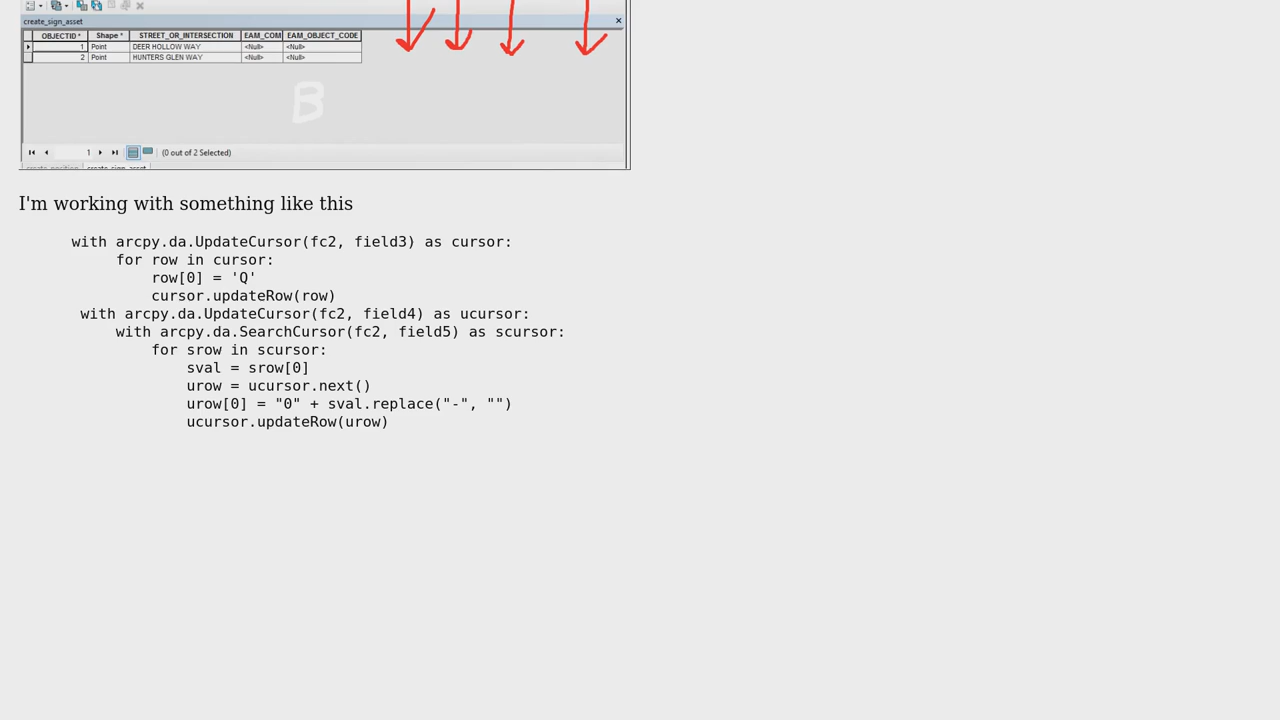 create_sign_asset
OBJECTID * Shape * STREET_OR_INTERSECTION EAM_COM EAM_OBJECT_CODE
1 Point DEER HOLLOW WAY <Null> <Null>
2 Point HUNTERS GLEN WAY <Null> <Null>
B
1 (0 out of 2 Selected)
create_position create_sign_asset
I'm working with something like this
with arcpy.da.UpdateCursor(fc2, field3) as cursor:
for row in cursor:
row[0] = 'Q'
cursor.updateRow(row)
with arcpy.da.UpdateCursor(fc2, field4) as ucursor:
with arcpy.da.SearchCursor(fc2, field5) as scursor:
for srow in scursor:
sval = srow[0]
urow = ucursor.next()
urow[0] = "0" + sval.replace("-", "")
ucursor.updateRow(urow)